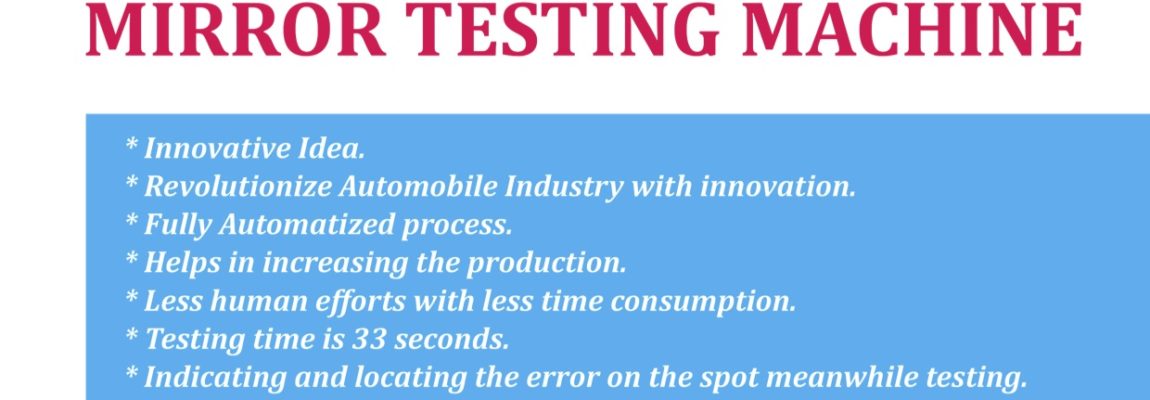 MIRROR TESTING MACHINE
* Innovative Idea.
* Revolutionize Automobile Industry with innovation.
* Fully Automatized process.
* Helps in increasing the production.
* Less human efforts with less time consumption.
* Testing time is 33 seconds.
* Indicating and locating the error on the spot meanwhile testing.